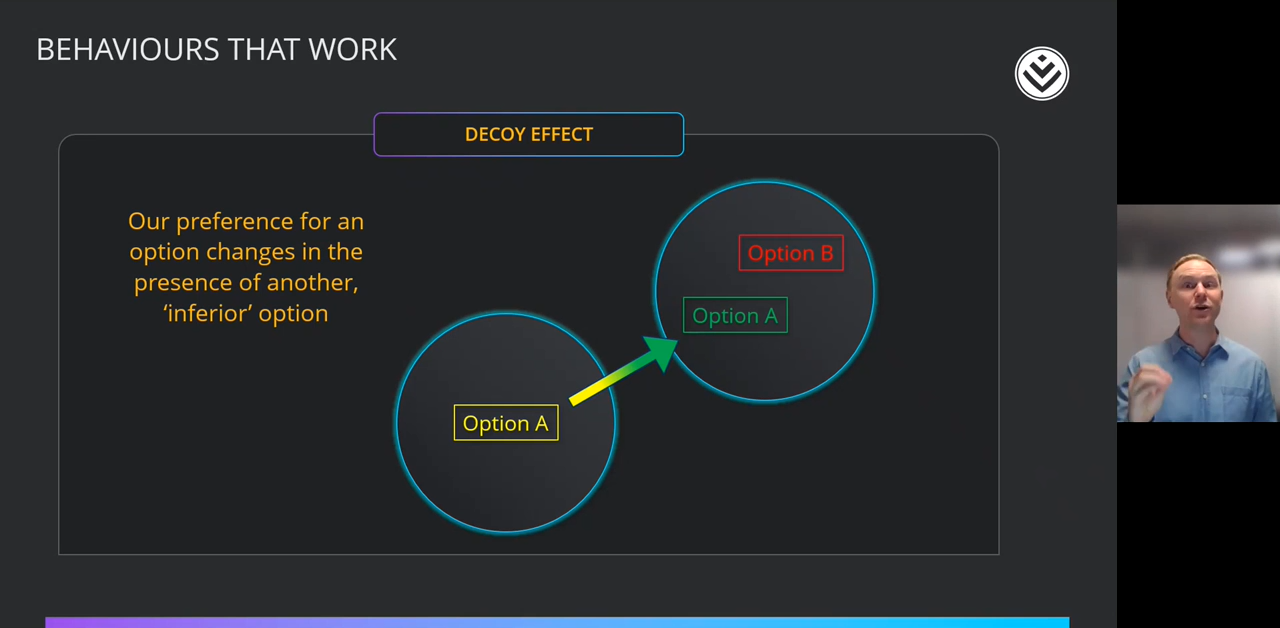 BEHAVIOURS THAT WORK
DECOY EFFECT
Our preference for an
option changes in the
presence of another,
‘inferior’ option
Option B
Option A
Option A